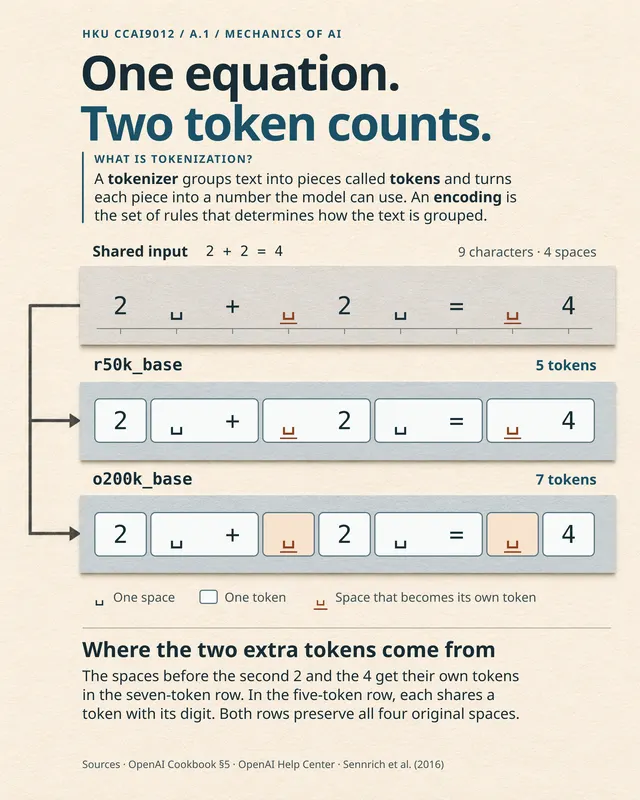 HKU CCAI9012 / A.1 / MECHANICS OF AI
One equation.
Two token counts.
WHAT IS TOKENIZATION?
A tokenizer groups text into pieces called tokens and turns
each piece into a number the model can use. An encoding is
the set of rules that determines how the text is grouped.
Shared input 2 + 2 = 4 9 characters · 4 spaces
2 ␣ + ␣ 2 ␣ = ␣ 4
r50k_base 5 tokens
2 ␣ + ␣ 2 ␣ = ␣ 4
o200k_base 7 tokens
2 ␣ + ␣ 2 ␣ = ␣ 4
␣ One space One token ␣ Space that becomes its own token
Where the two extra tokens come from
The spaces before the second 2 and the 4 get their own tokens
in the seven-token row. In the five-token row, each shares a
token with its digit. Both rows preserve all four original spaces.
Sources · OpenAI Cookbook §5 · OpenAI Help Center · Sennrich et al. (2016)